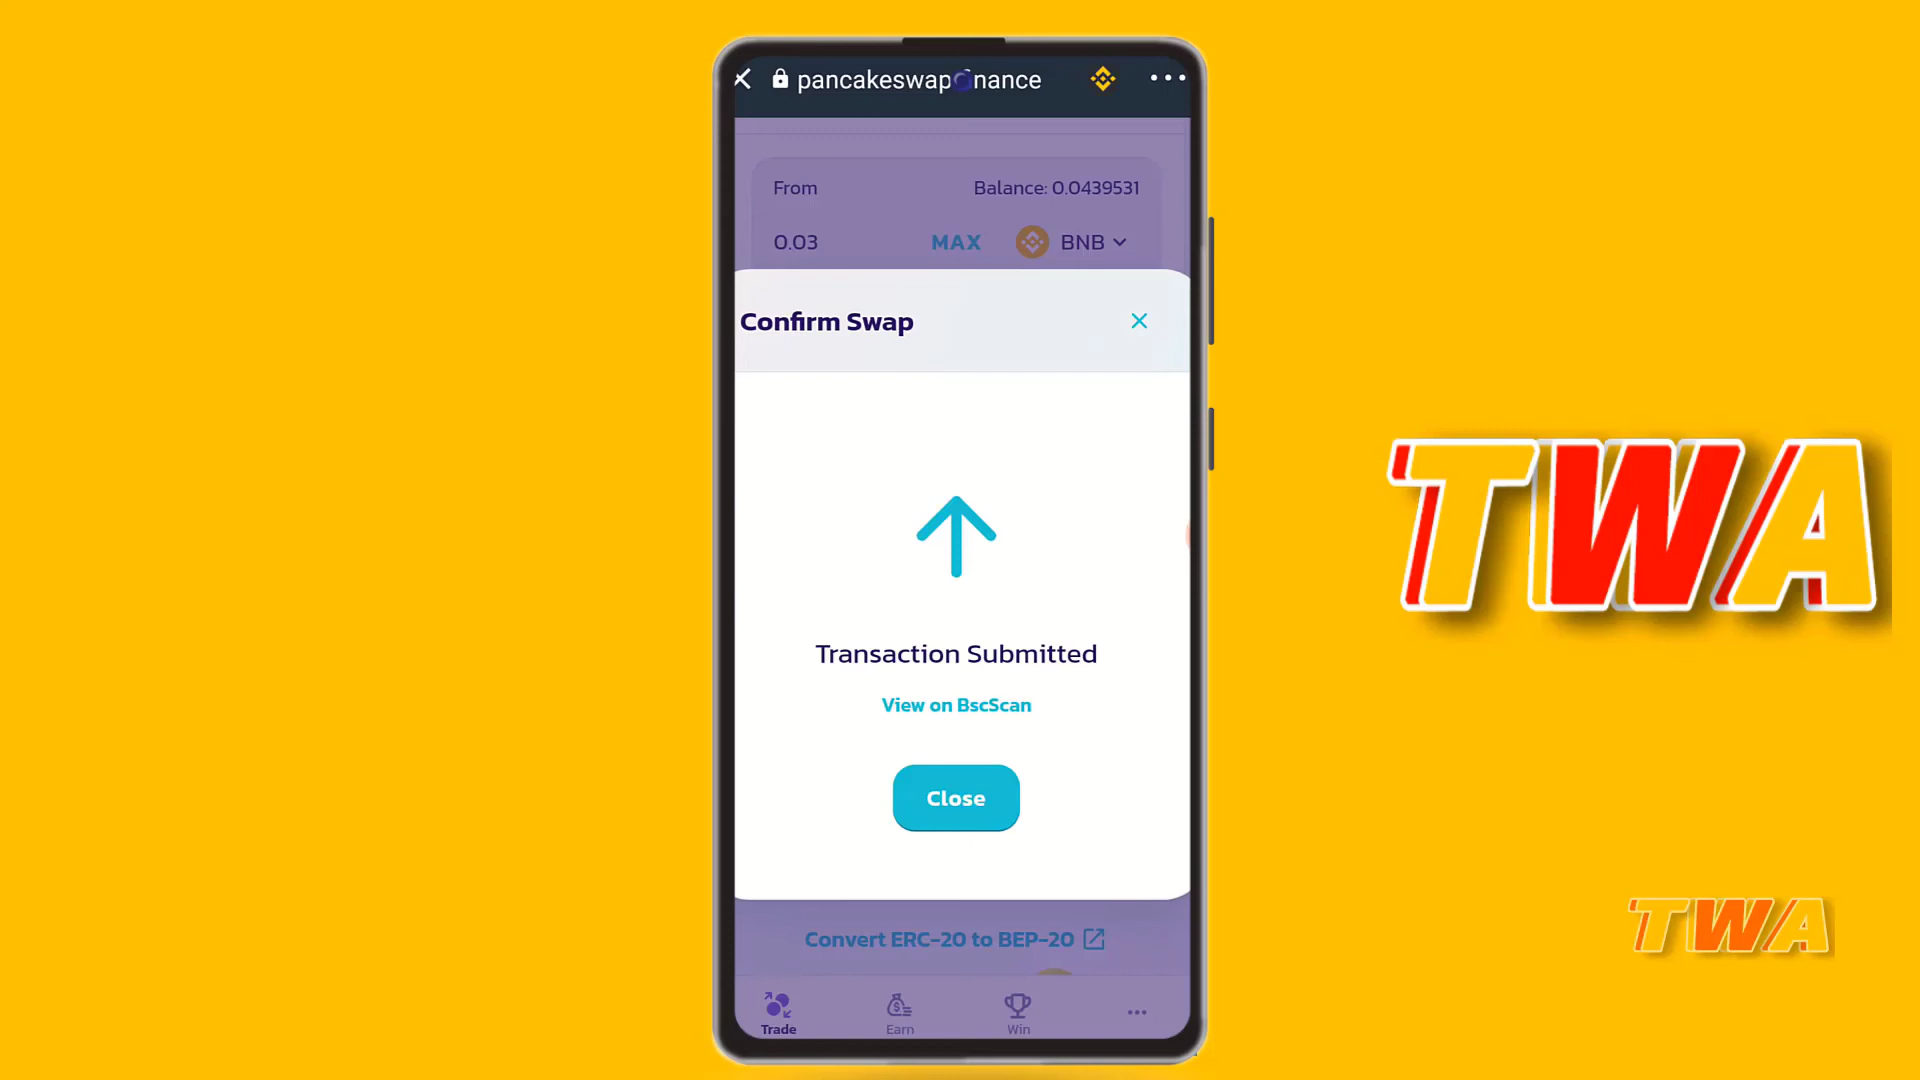 pancakeswap nance
From
Balance: 0.0439531
0.03
MAX
BNB
Confirm Swap
Transaction Submitted
View on BscScan
Close
Convert ERC-20 to BEP-20
Trade
Earn
Win
TWA
TWA